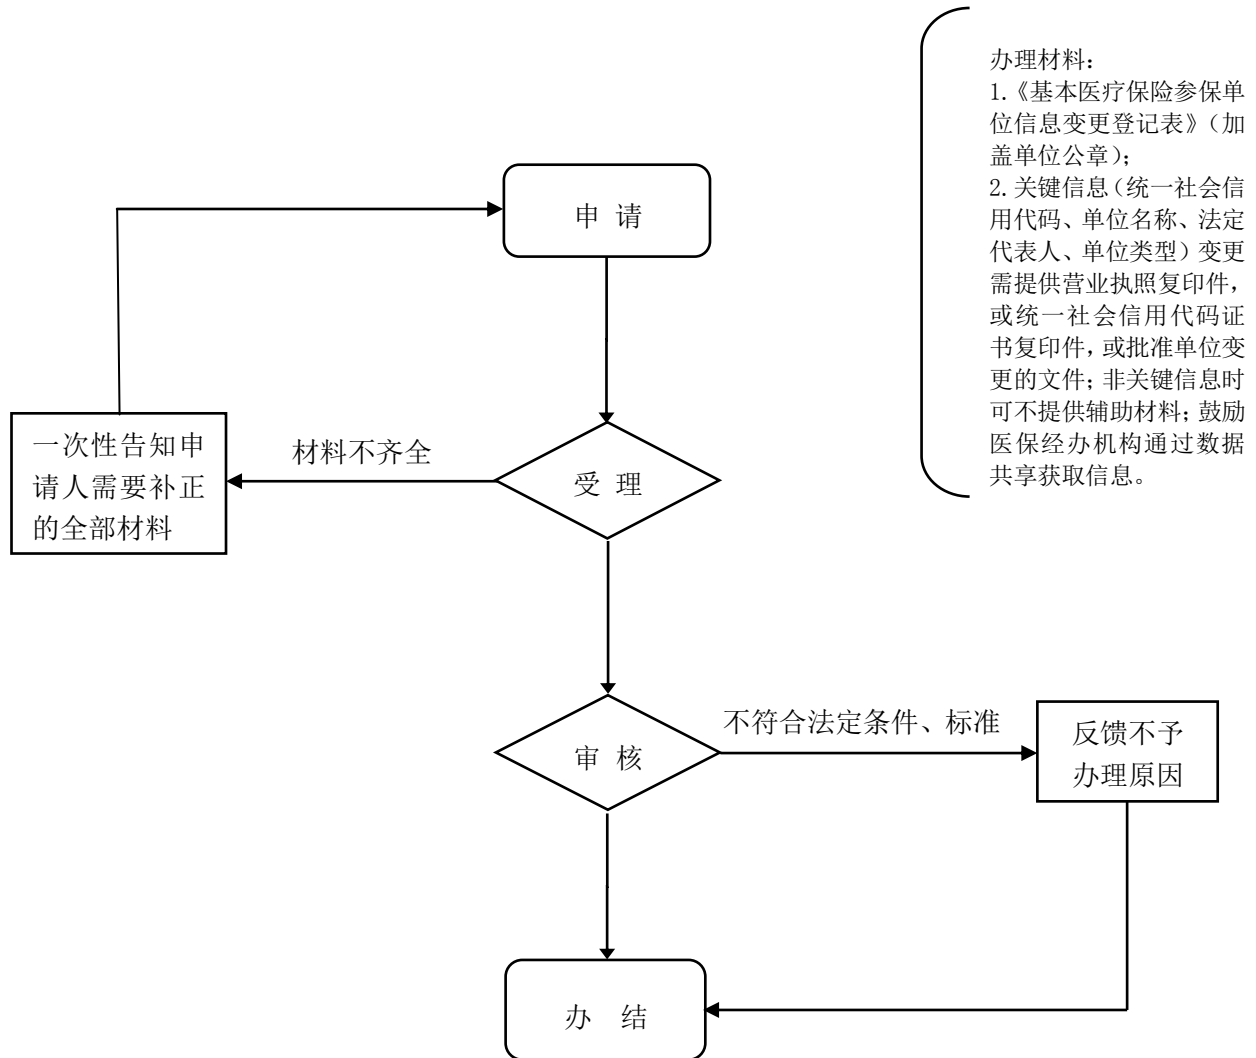 办理材料：
1.《基本医疗保险参保单
位信息变更登记表》（加
盖单位公章）；
2.关键信息（统一社会信
用代码、单位名称、法定
代表人、单位类型）变更
需提供营业执照复印件，
或统一社会信用代码证
书复印件，或批准单位变
更的文件；非关键信息时
可不提供辅助材料；鼓励
医保经办机构通过数据
共享获取信息。
申 请
材料不齐全
一次性告知申
请人需要补正
的全部材料
受 理
不符合法定条件、标准
审 核
反馈不予
办理原因
办 结